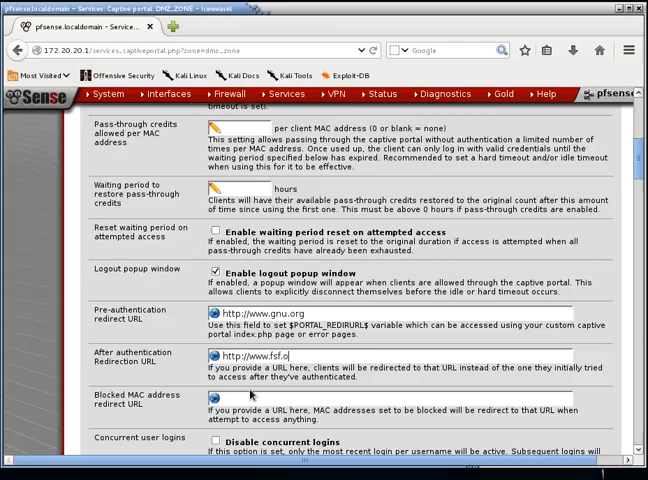 pfsense.localdomain - Services: Captive portal: DMZ_ZONE - Iceweasel
pfsense.localdomain - Service...
172.20.20.1/services_captiveportal.php?zone=dmz_zone
Google
Most Visited
Offensive Security
Kali Linux
Kali Docs
Kali Tools
Exploit-DB
Sense
System
Interfaces
Firewall
Services
VPN
Status
Diagnostics
Gold
Help
pfsens
timeout is set).
Pass-through credits
allowed per MAC
address
per client MAC address (0 or blank = none)
This setting allows passing through the captive portal without authentication a limited number of
times per MAC address. Once used up, the client can only log in with valid credentials until the
waiting period specified below has expired. Recommended to set a hard timeout and/or idle timeout
when using this for it to be effective.
Waiting period to
restore pass-through
credits
hours
Clients will have their available pass-through credits restored to the original count after this amount
of time since using the first one. This must be above 0 hours if pass-through credits are enabled.
Reset waiting period on
attempted access
Enable waiting period reset on attempted access
If enabled, the waiting period is reset to the original duration if access is attempted when all
pass-through credits have already been exhausted.
Logout popup window
Enable logout popup window
If enabled, a popup window will appear when clients are allowed through the captive portal. This
allows clients to explicitly disconnect themselves before the idle or hard timeout occurs.
Pre-authentication
redirect URL
http://www.gnu.org
Use this field to set $PORTAL_REDIRURL$ variable which can be accessed using your custom captive
portal index.php page or error pages.
After authentication
Redirection URL
http://www.fsf.o
If you provide a URL here, clients will be redirected to that URL instead of the one they initially tried
to access after they've authenticated.
Blocked MAC address
redirect URL
If you provide a URL here, MAC addresses set to be blocked will be redirect to that URL when
attempt to access anything.
Concurrent user logins
Disable concurrent logins
If this option is set, only the most recent login per username will be active. Subsequent logins will